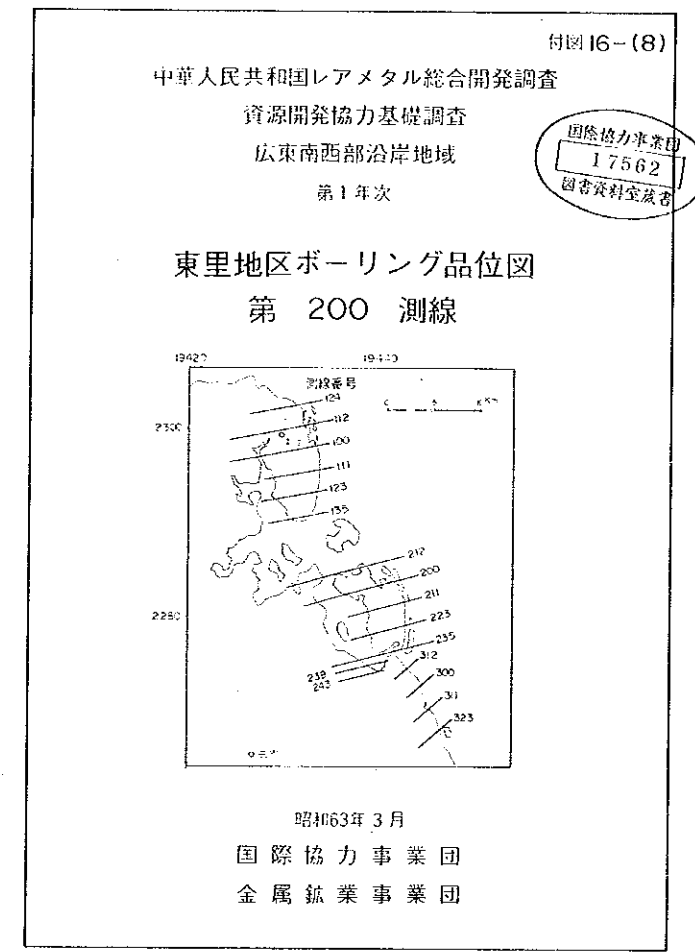 付図 16-(8)
中華人民共和国レアメタル総合開発調査
資源開発協力基礎調査
広東南西部沿岸地域
第1年次
国際協力事業団
17562
図書資料室蔵書
東里地区ボーリング品位図
第 200 測線
19420
19440
測線番号
124
2300
112
100
111
123
135
212
200
2280
211
223
235
312
239
300
243
311
323
昭和63年3月
国際協力事業団
金属鉱業事業団